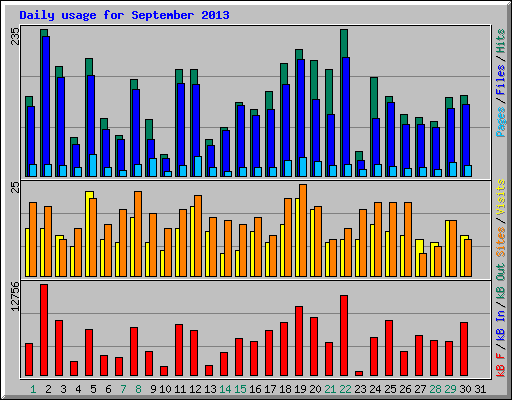 Daily usage for September 2013
235
Pages / Files / Hits
25
Sites / Visits
12756
kB F / kB In / kB Out
1 2 3 4 5 6 7 8 9 10 11 12 13 14 15 16 17 18 19 20 21 22 23 24 25 26 27 28 29 30 31